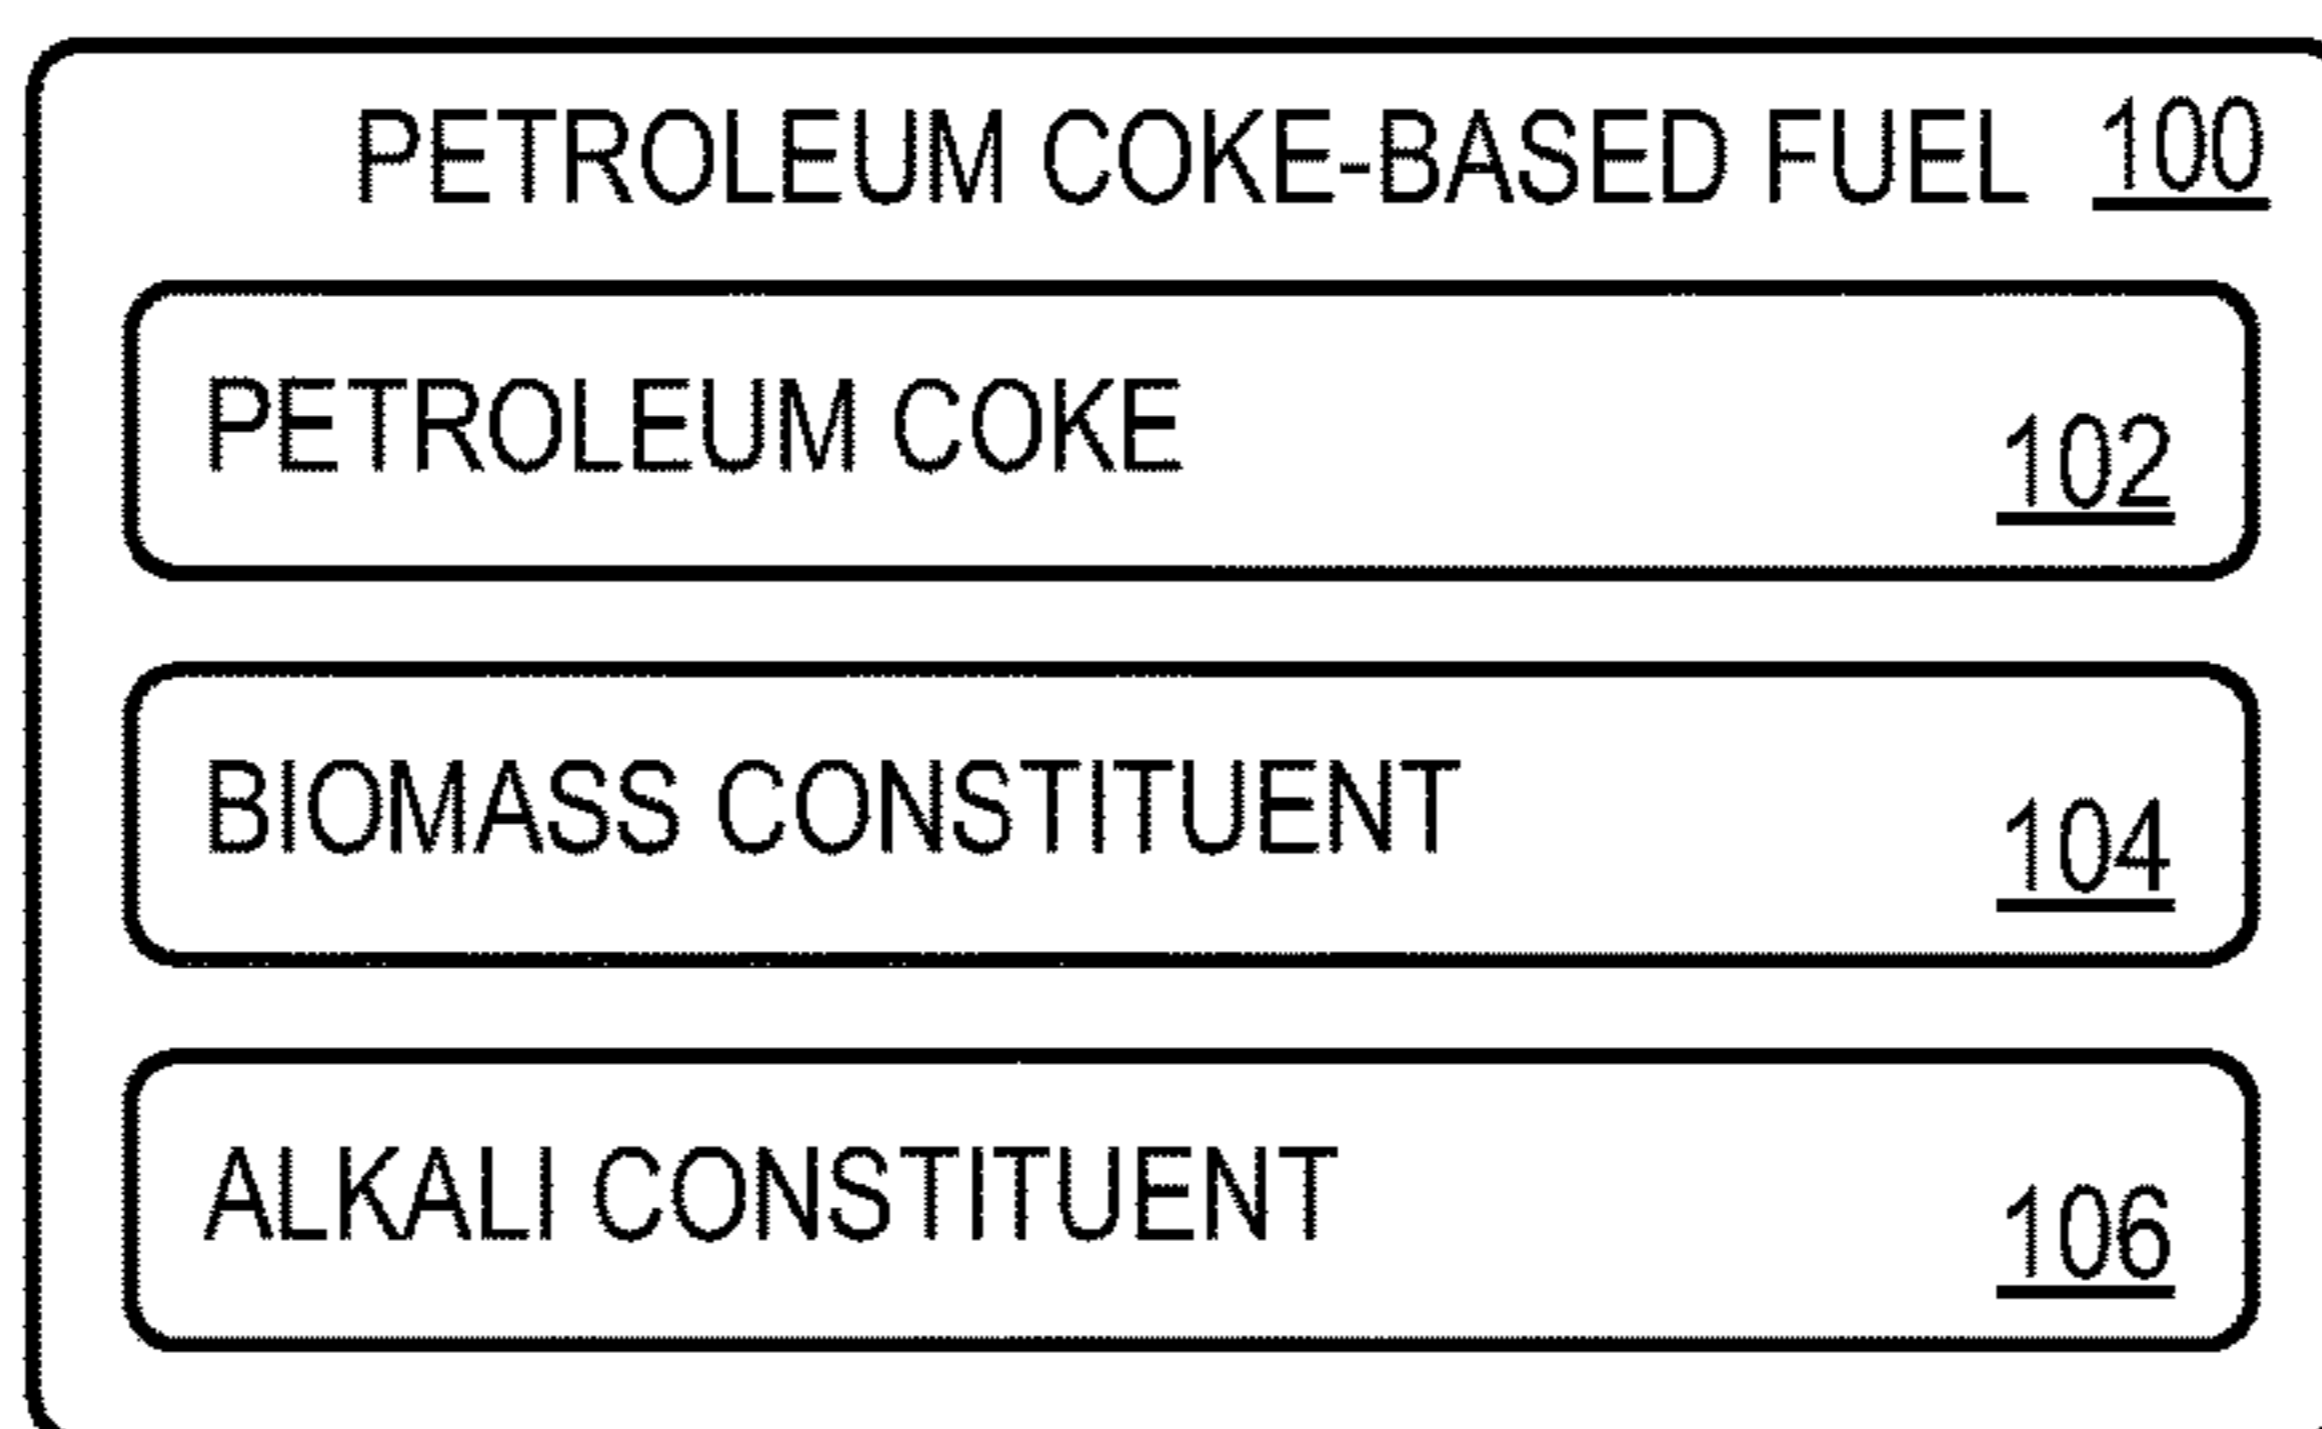 PETROLEUM COKE-BASED FUEL 100
PETROLEUM COKE 102
BIOMASS CONSTITUENT 104
ALKALI CONSTITUENT 106